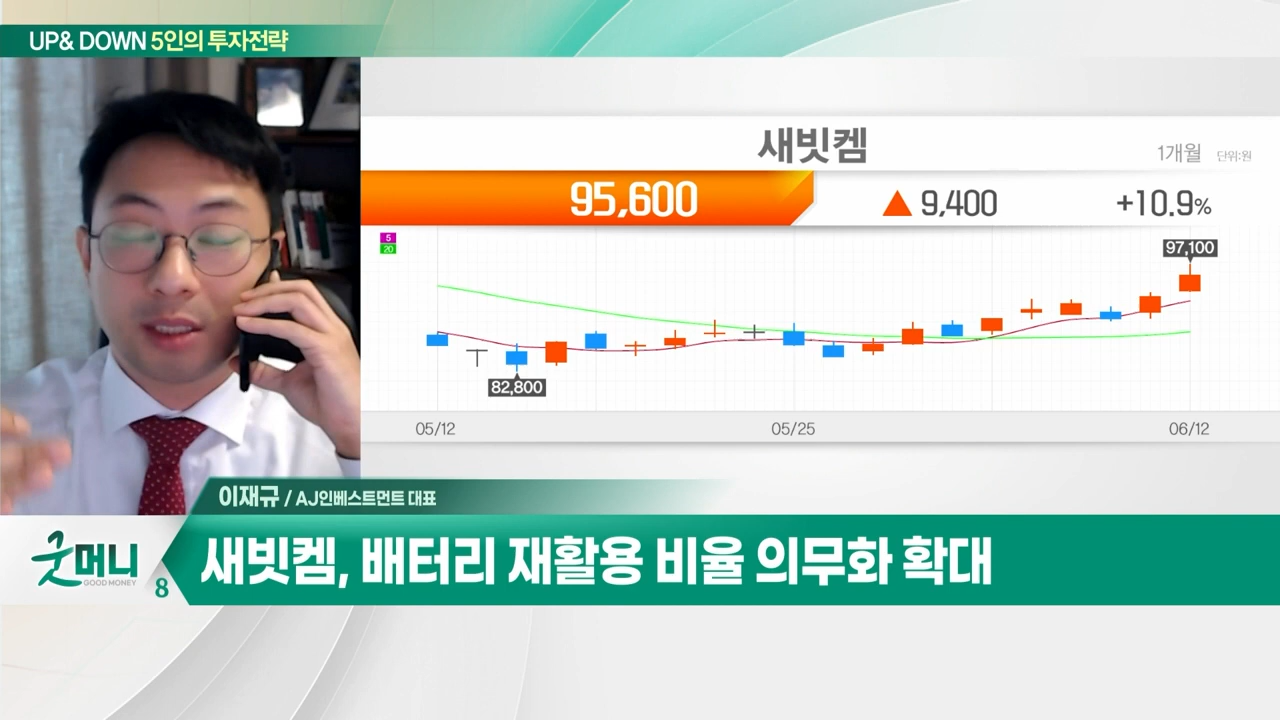 UP& DOWN 5인의 투자전략
새빗켐
1개월 단위:원
95,600 ▲ 9,400 +10.9%
5
20
97,100
82,800
05/12 05/25 06/12
이재규 / AJ인베스트먼트 대표
굿머니
GOOD MONEY
8
새빗켐, 배터리 재활용 비율 의무화 확대